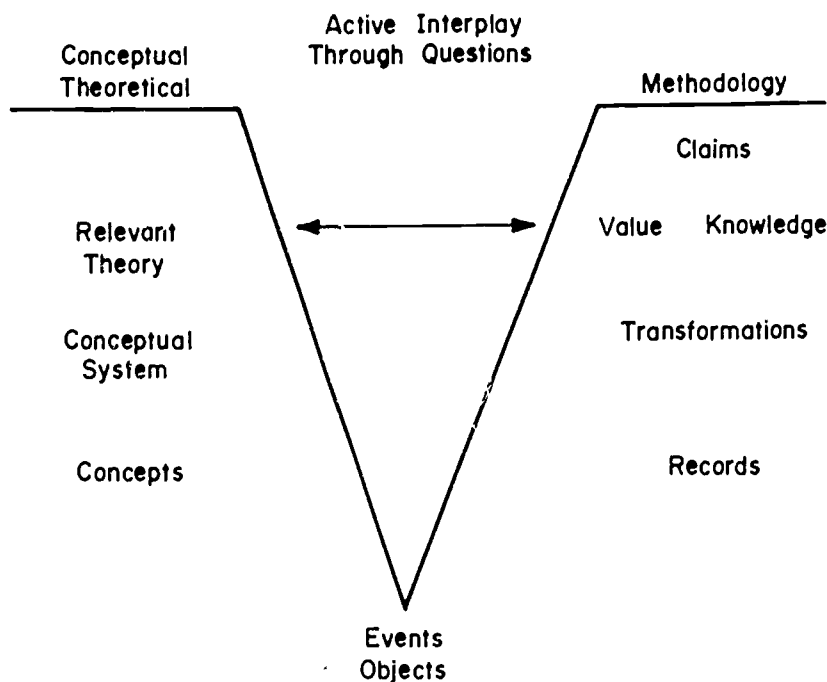 Active Interplay
Through Questions
Conceptual
Theoretical
Methodology
Claims
Relevant
Theory
Value Knowledge
Conceptual
System
Transformations
Concepts
Records
Events
Objects